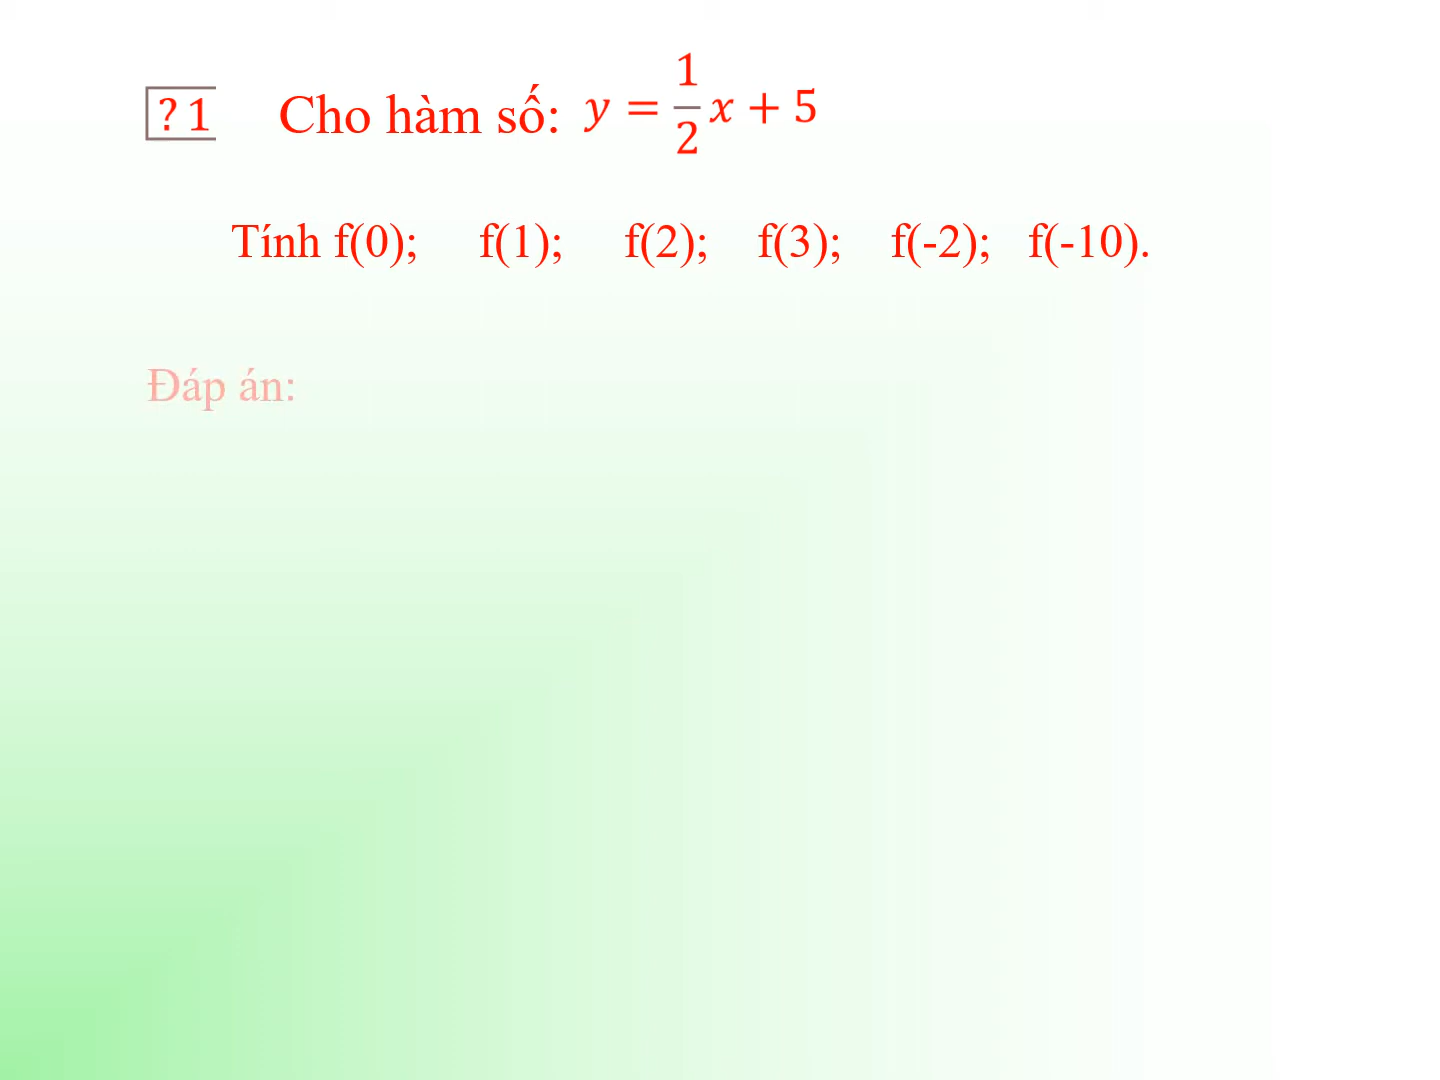 ? 1 Cho hàm số: y = 1/2 x + 5
Tính f(0); f(1); f(2); f(3); f(-2); f(-10).
Đáp án: